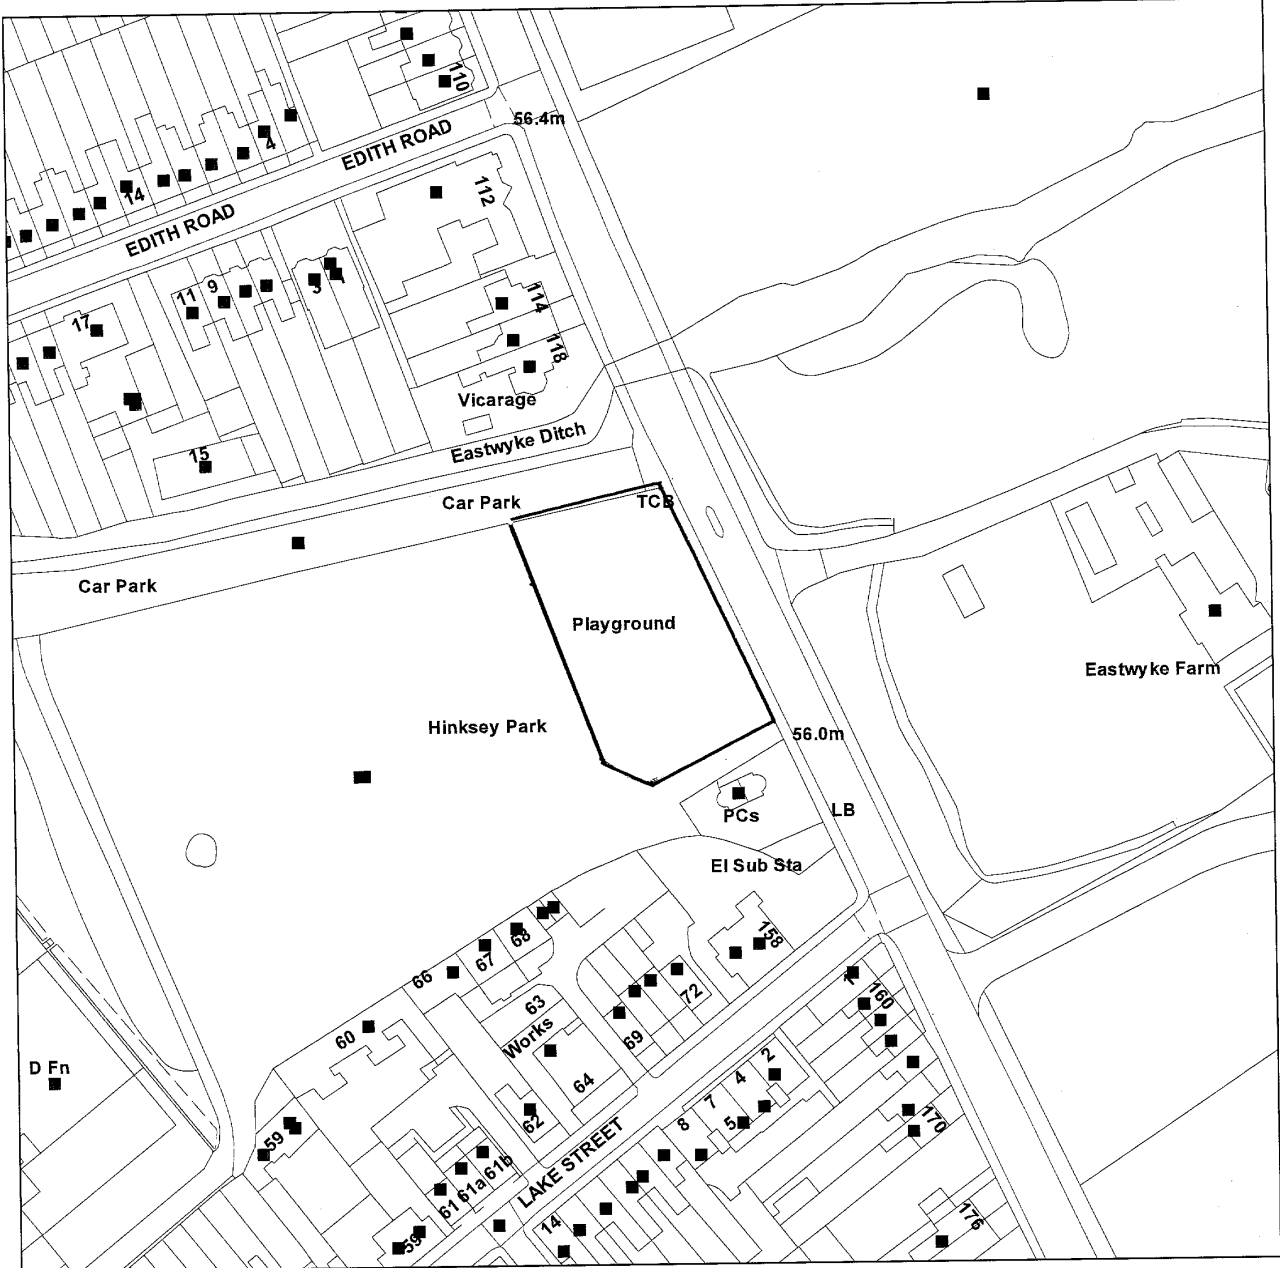 110
56.4m
EDITH ROAD
4
14
112
EDITH ROAD
11
9
3
1
114
17
118
Vicarage
Eastwyke Ditch
15
Car Park
TCB
Car Park
Playground
Eastwyke Farm
Hinksey Park
56.0m
PCs
LB
El Sub Sta
158
68
67
66
1
160
72
63
60
Works
69
D Fn
2
64
4
7
62
8
5
170
59
61b
61a
61
LAKE STREET
14
176
59